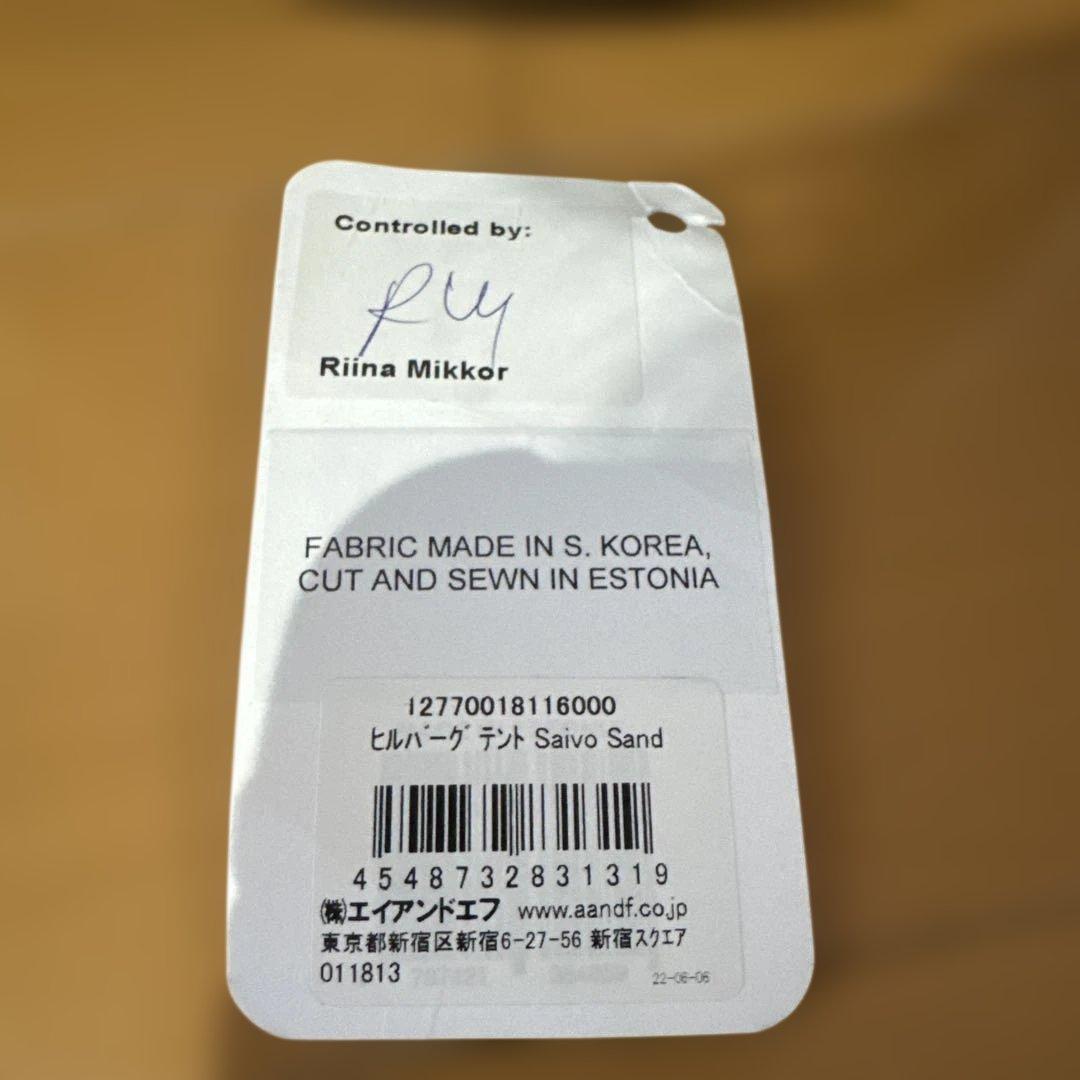 Controlled by:
Riina Mikkor
FABRIC MADE IN S. KOREA,
CUT AND SEWN IN ESTONIA
12770018116000
ﾋﾙﾊﾞｰｸﾞ ﾃﾝﾄ Saivo Sand
4548732831319
㈱エイアンドエフ www.aandf.co.jp
東京都新宿区新宿6-27-56 新宿ｽｸｴｱ
011813
22-06-06